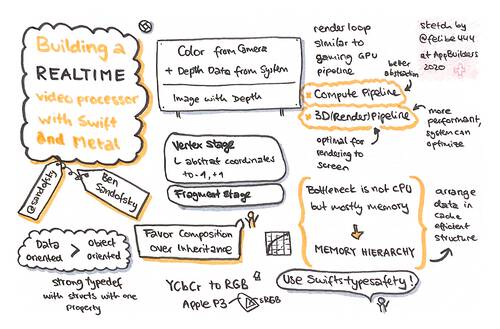 Building a
REALTIME
video processor
with Swift
and Metal
@sandofsky
Ben
Sandofsky
Color from Camera
+ Depth Data from System
Image with Depth
render loop
similar to
gaming GPU
pipeline
better
abstraction
sketch by
@felibe444
at AppBuilders
2020
Compute Pipeline
3D/Render/Pipeline
optimal for
rendering to
screen
more
performant,
system can
optimize
Vertex Stage
abstract coordinates
to -1, +1
Fragment Stage
Bottleneck is not CPU
but mostly memory
MEMORY HIERARCHY
arrange
data in
cache
efficient
structure
Data
oriented
>
Object
oriented
strong typedef
with structs with one
property
Favor Composition
over Inheritance
YCbCr to RGB
Apple P3
sRGB
Use Swifts typesafety!